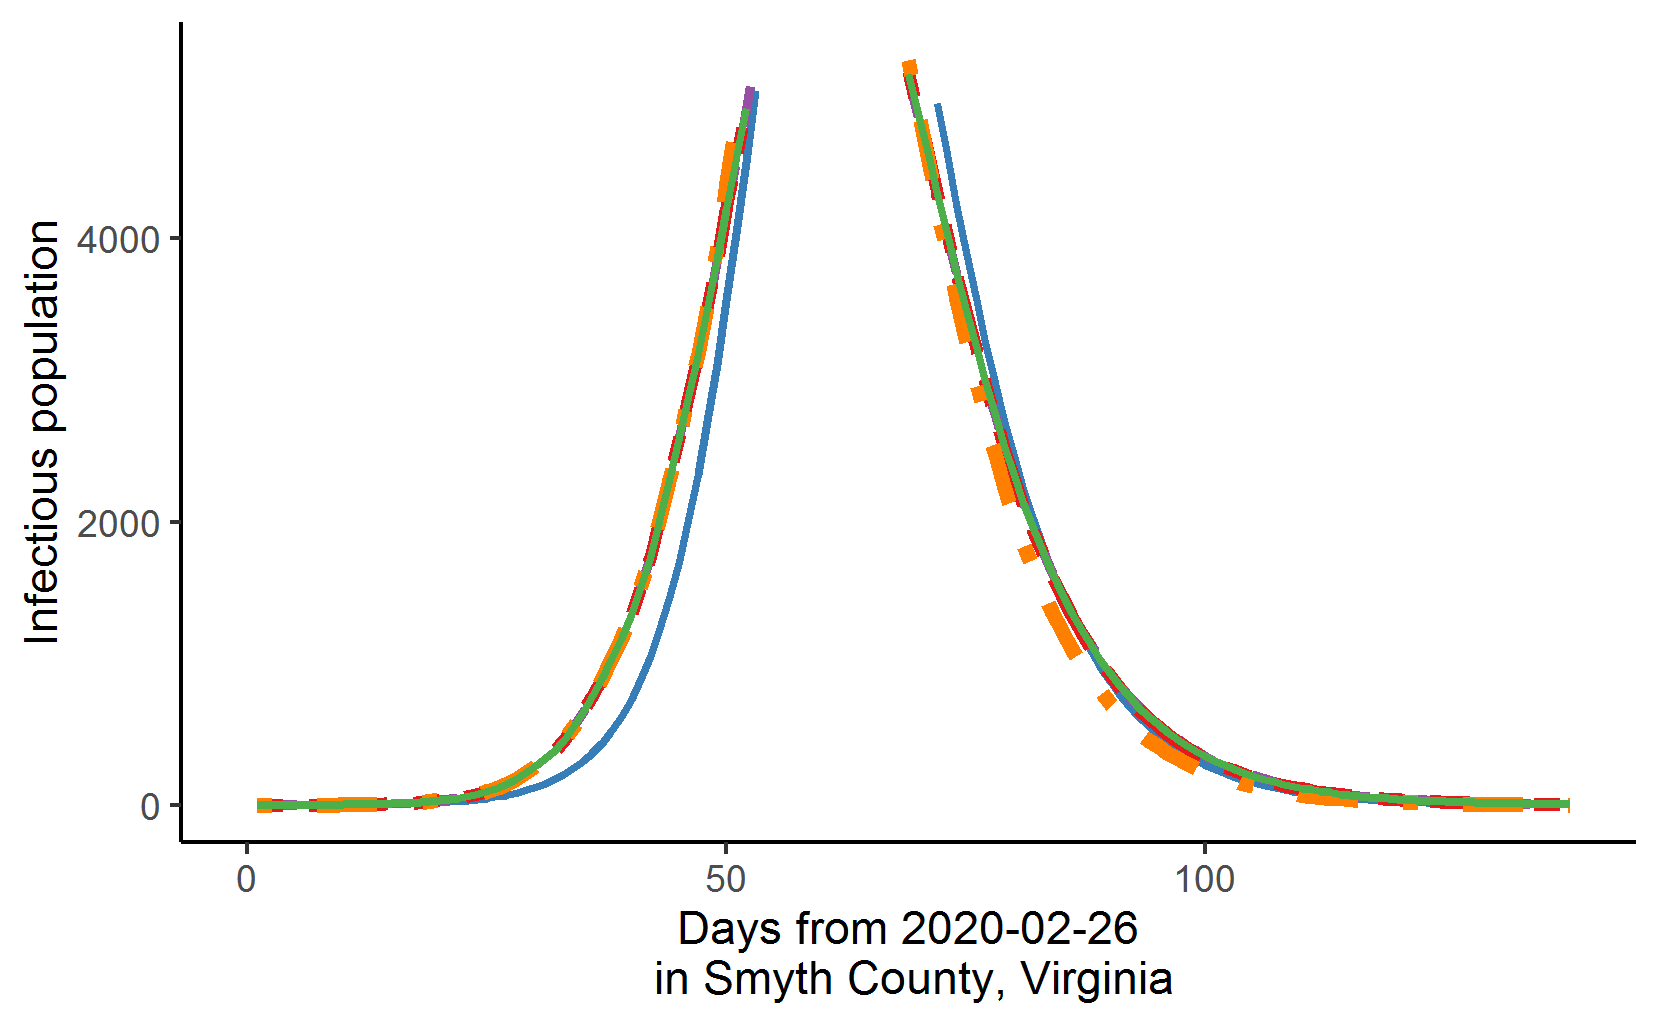 Infectious population
4000
2000
0
0
50
100
Days from 2020-02-26
in Smyth County, Virginia